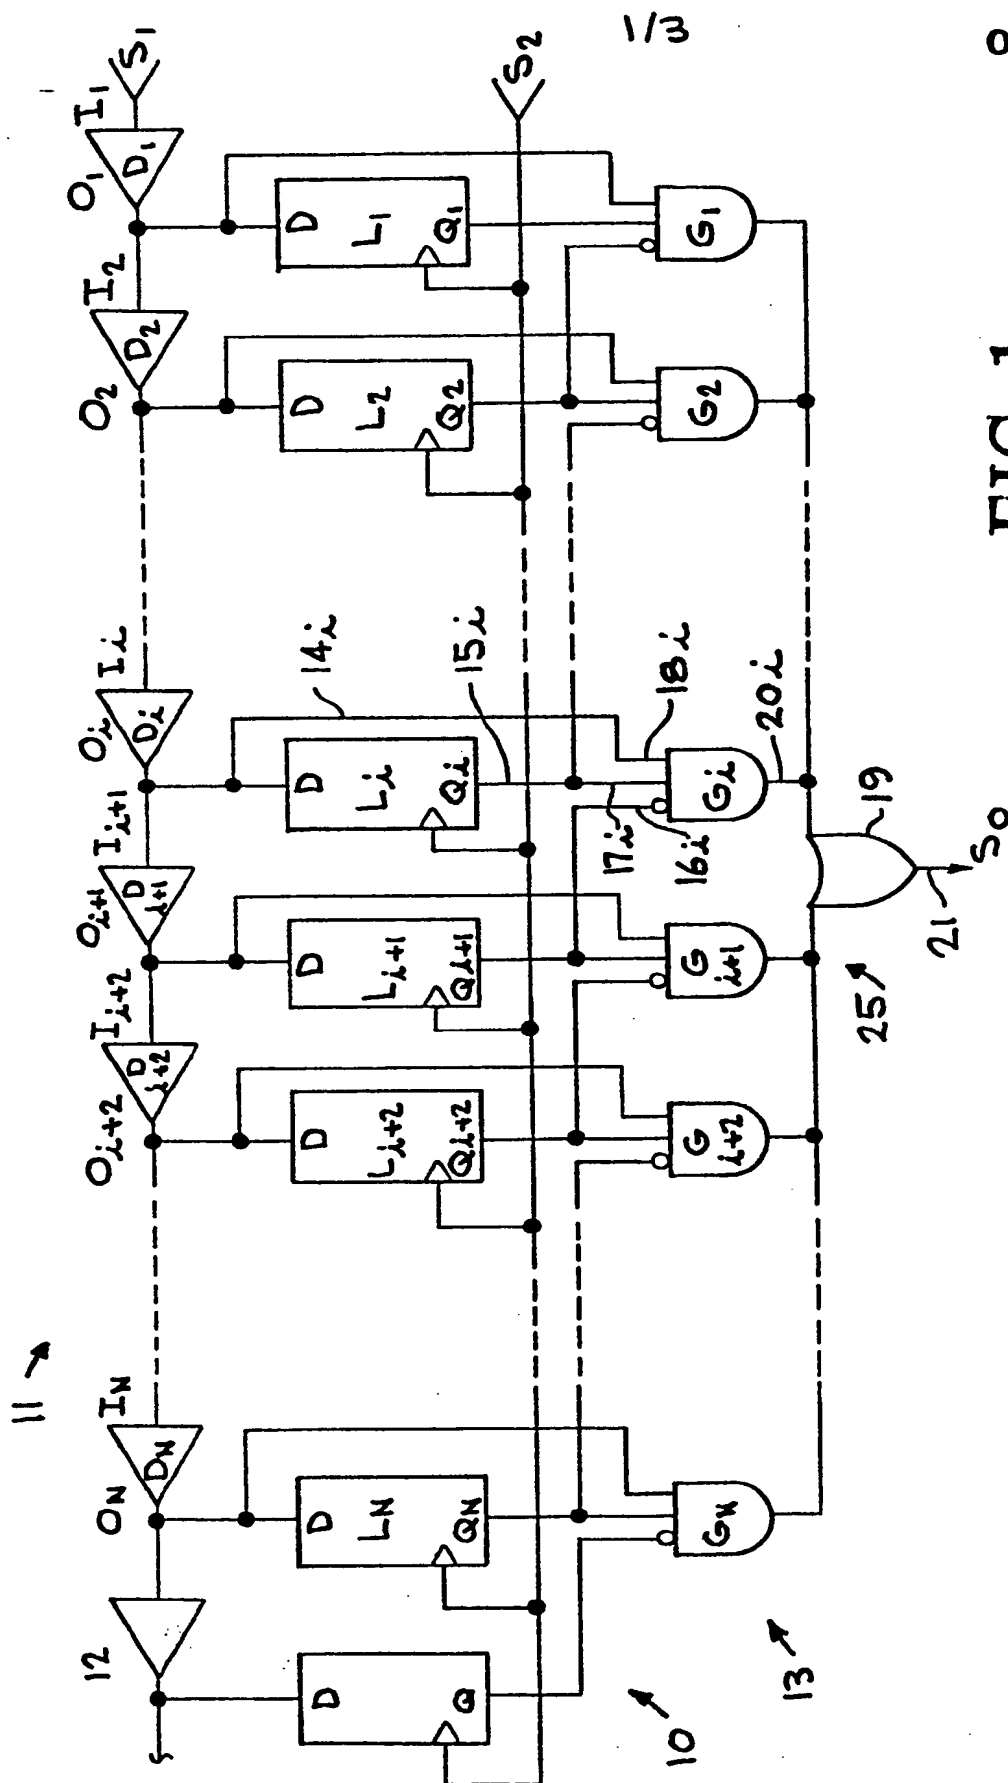 1/3
S1
I1
D1
O1
I2
D2
O2
Ii
Di
Oi
Ii+1
D i+1
Oi+1
Ii+2
D i+2
Oi+2
IN
DN
ON
12
11
D
L1
Q1
D
L2
Q2
D
Li
Qi
D
Li+1
Qi+1
D
Li+2
Qi+2
D
LN
QN
D
Q
S2
14i
15i
16i
17i
18i
G1
G2
Gi
G i+1
G i+2
GN
20i
19
21
S0
25
13
10
FIG 1